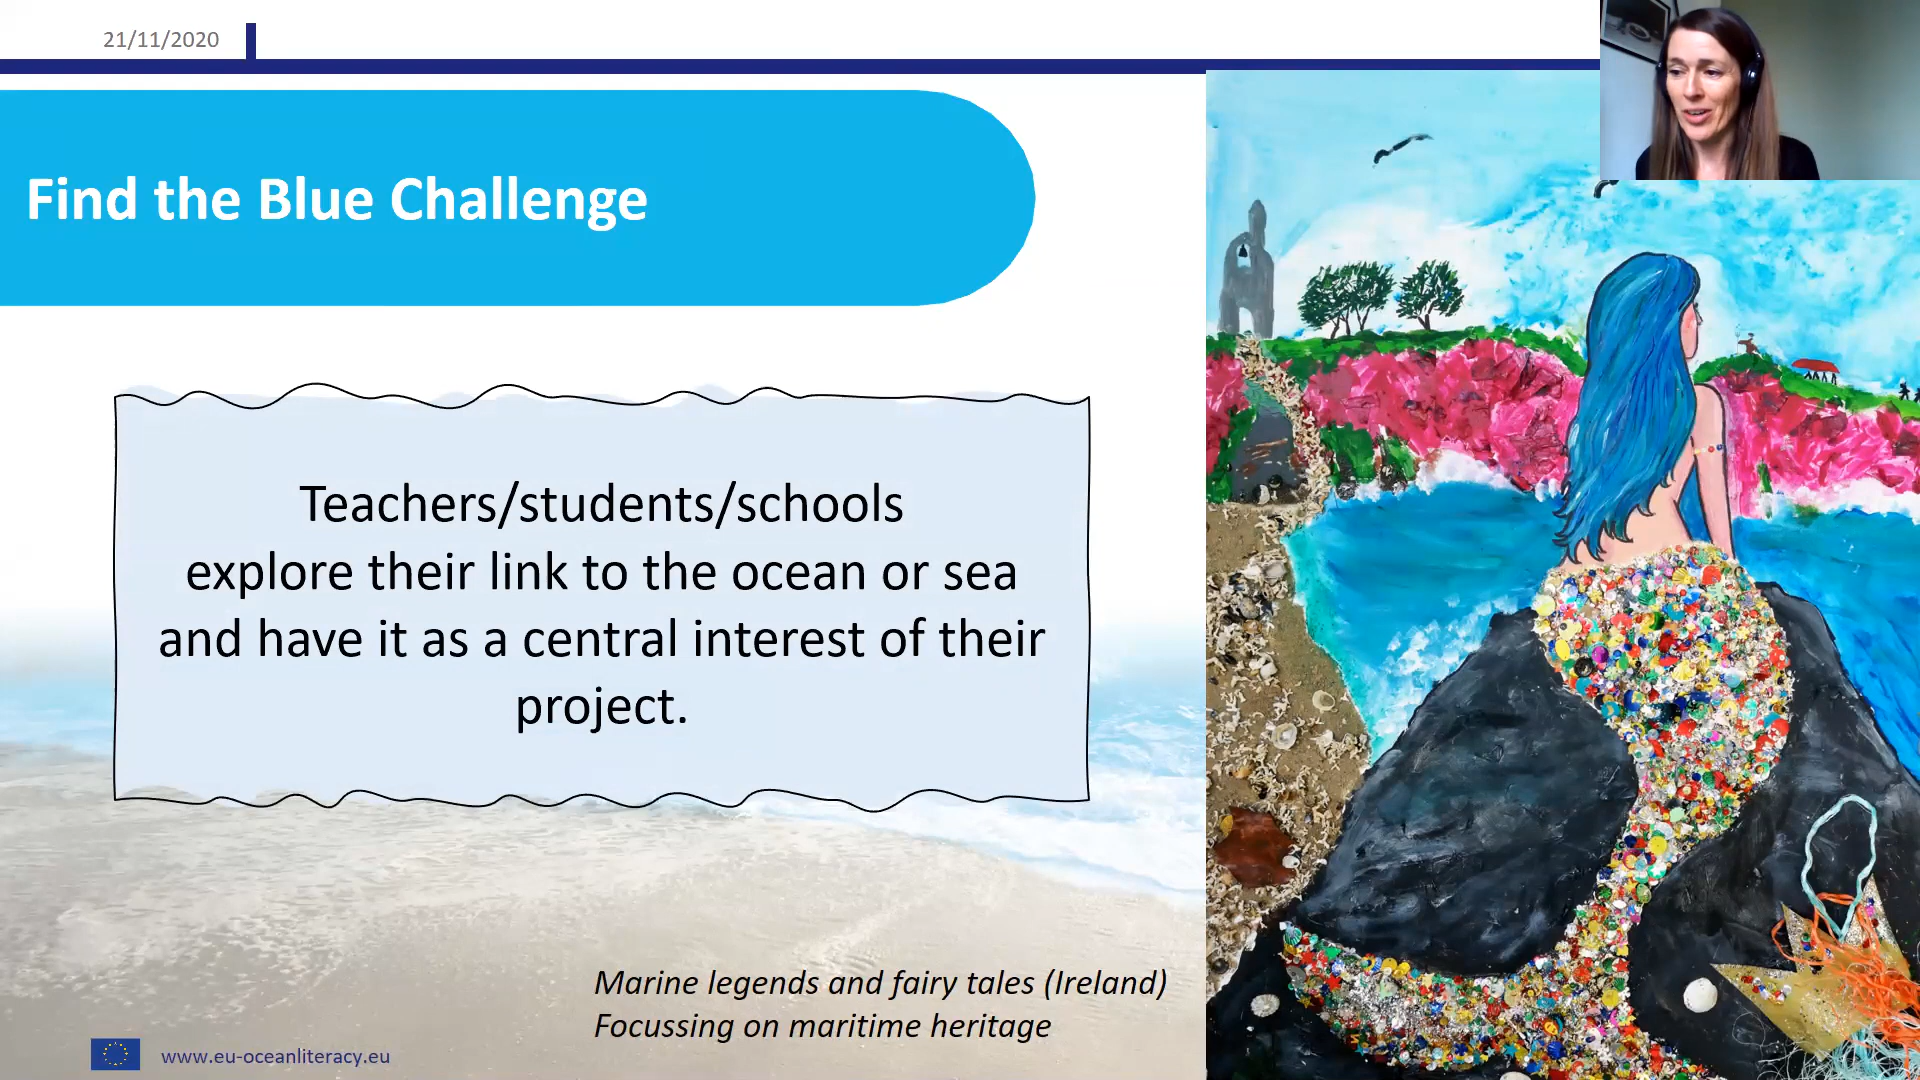 21/11/2020
Find the Blue Challenge
Teachers/students/schools
explore their link to the ocean or sea
and have it as a central interest of their
project.
Marine legends and fairy tales (Ireland)
Focussing on maritime heritage
www.eu-oceanliteracy.eu